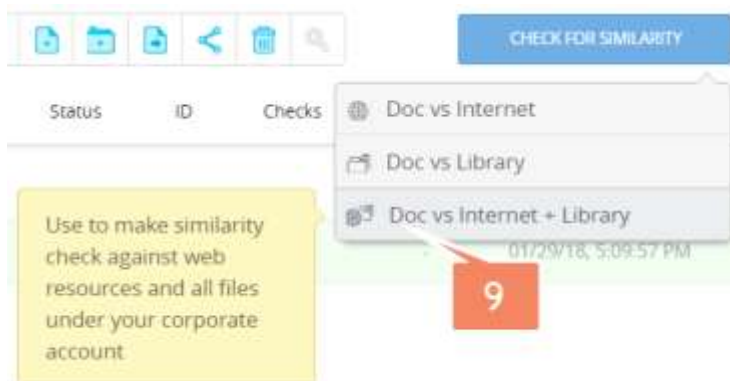 CHECK FOR SIMILARITY
Status ID Checks
Doc vs Internet
Doc vs Library
Doc vs Internet + Library
01/29/18, 5:09:57 PM
9
Use to make similarity
check against web
resources and all files
under your corporate
account